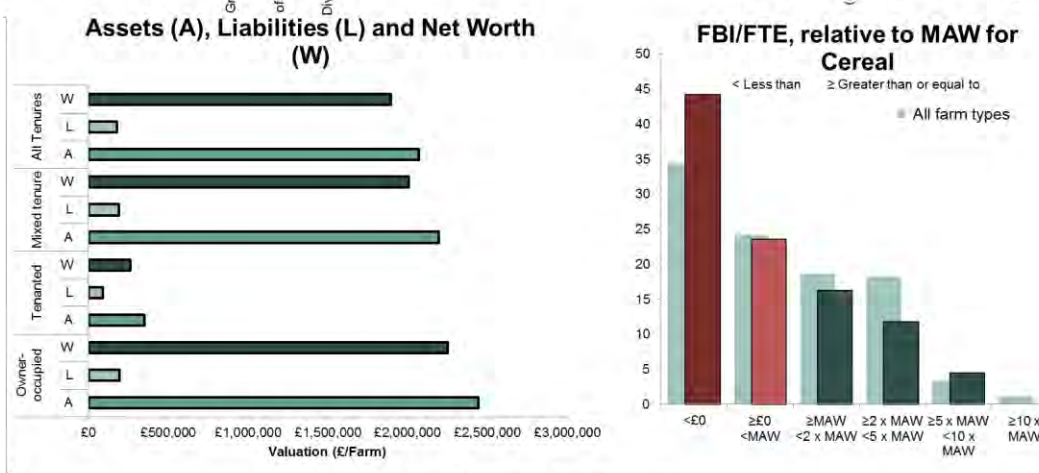 Gr
of
Div
Assets (A), Liabilities (L) and Net Worth
(W)
All Tenures
W
L
A
Mixed tenure
W
L
A
Tenanted
W
L
A
Owner-
occupied
W
L
A
£0 £500,000 £1,000,000 £1,500,000 £2,000,000 £2,500,000 £3,000,000
Valuation (£/Farm)
FBI/FTE, relative to MAW for
Cereal
< Less than ≥ Greater than or equal to
All farm types
50
45
40
35
30
25
20
15
10
5
0
<£0 ≥£0 ≥MAW ≥2 x MAW ≥5 x MAW ≥10 x
<MAW <2 x MAW <5 x MAW <10 x MAW
MAW